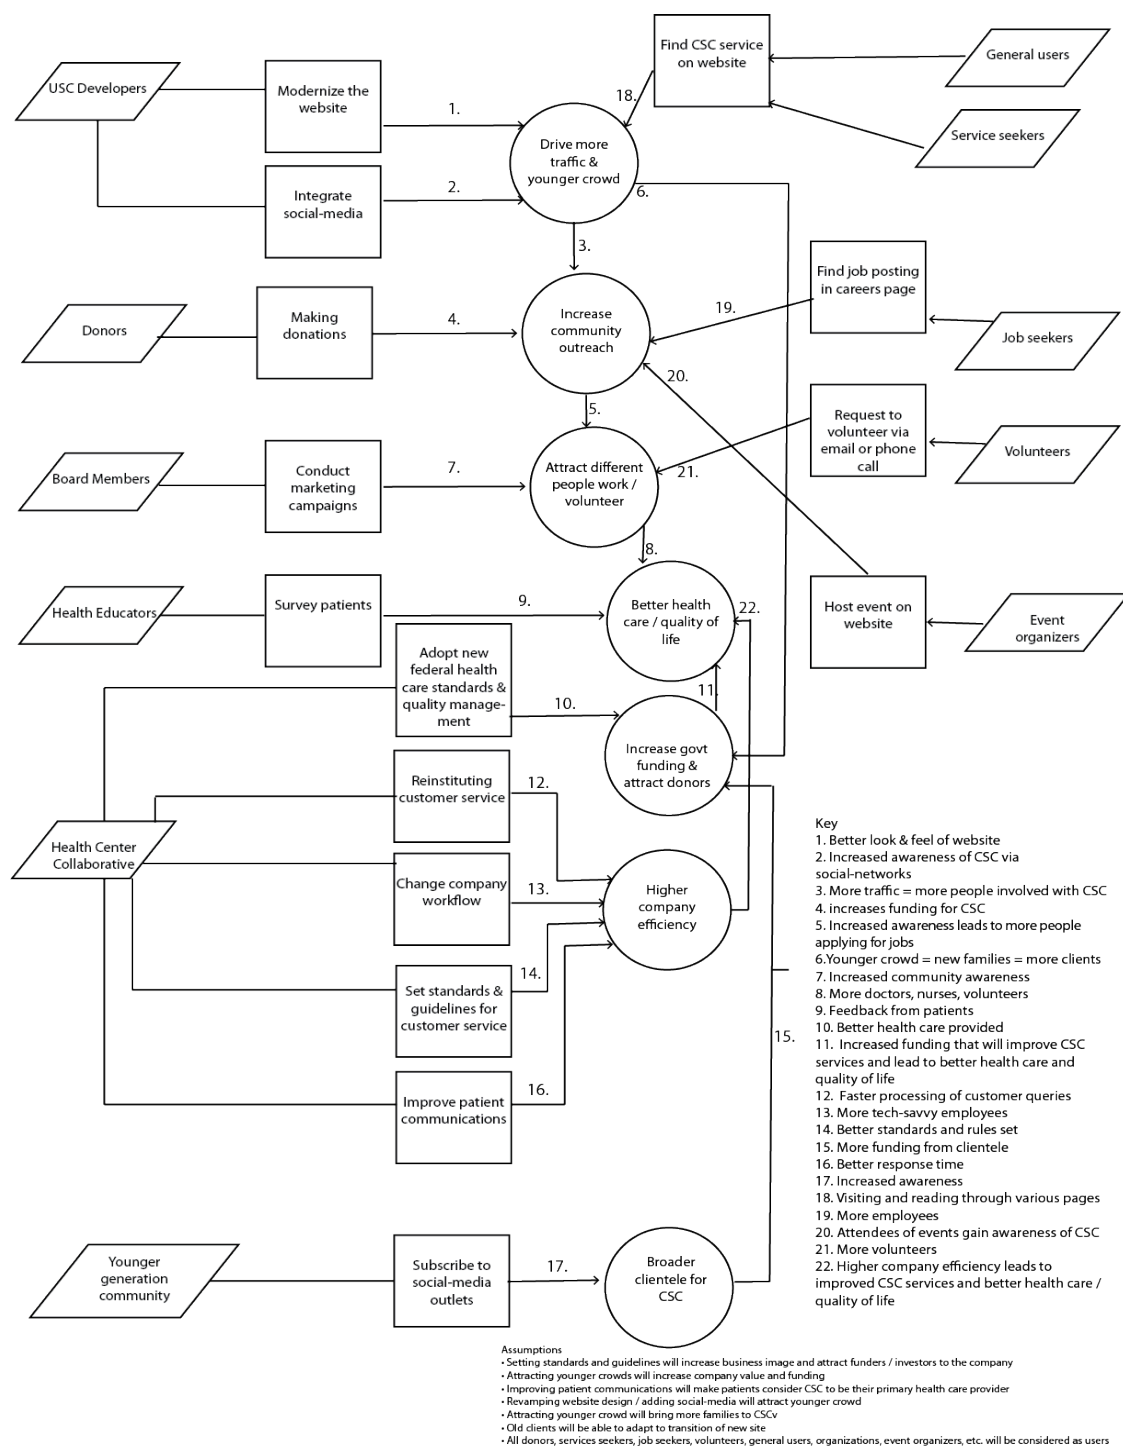 Find CSC service
on website
General users
USC Developers
Modernize the
website
1.
18.
Drive more
traffic &
younger crowd
Service seekers
Integrate
social-media
2.
6.
3.
Find job posting
in careers page
Donors
Making
donations
4.
Increase
community
outreach
19.
Job seekers
20.
5.
Request to
volunteer via
email or phone
call
Volunteers
Board Members
Conduct
marketing
campaigns
7.
Attract different
people work /
volunteer
21.
8.
Health Educators
Survey patients
9.
Better health
care / quality of
life
22.
Host event on
website
Event
organizers
Adopt new
federal health
care standards &
quality manage-
ment
10.
11.
Increase govt
funding &
attract donors
Reinstituting
customer service
12.
Health Center
Collaborative
Change company
workflow
13.
Higher
company
efficiency
Set standards &
guidelines for
customer service
14.
15.
Improve patient
communications
16.
Younger
generation
community
Subscribe to
social-media
outlets
17.
Broader
clientele for
CSC
Key
1. Better look & feel of website
2. Increased awareness of CSC via
social-networks
3. More traffic = more people involved with CSC
4. increases funding for CSC
5. Increased awareness leads to more people
applying for jobs
6.Younger crowd = new families = more clients
7. Increased community awareness
8. More doctors, nurses, volunteers
9. Feedback from patients
10. Better health care provided
11. Increased funding that will improve CSC
services and lead to better health care and
quality of life
12. Faster processing of customer queries
13. More tech-savvy employees
14. Better standards and rules set
15. More funding from clientele
16. Better response time
17. Increased awareness
18. Visiting and reading through various pages
19. More employees
20. Attendees of events gain awareness of CSC
21. More volunteers
22. Higher company efficiency leads to
improved CSC services and better health care /
quality of life
Assumptions
• Setting standards and guidelines will increase business image and attract funders / investors to the company
• Attracting younger crowds will increase company value and funding
• Improving patient communications will make patients consider CSC to be their primary health care provider
• Revamping website design / adding social-media will attract younger crowd
• Attracting younger crowd will bring more families to CSCv
• Old clients will be able to adapt to transition of new site
• All donors, services seekers, job seekers, volunteers, general users, organizations, event organizers, etc. will be considered as users